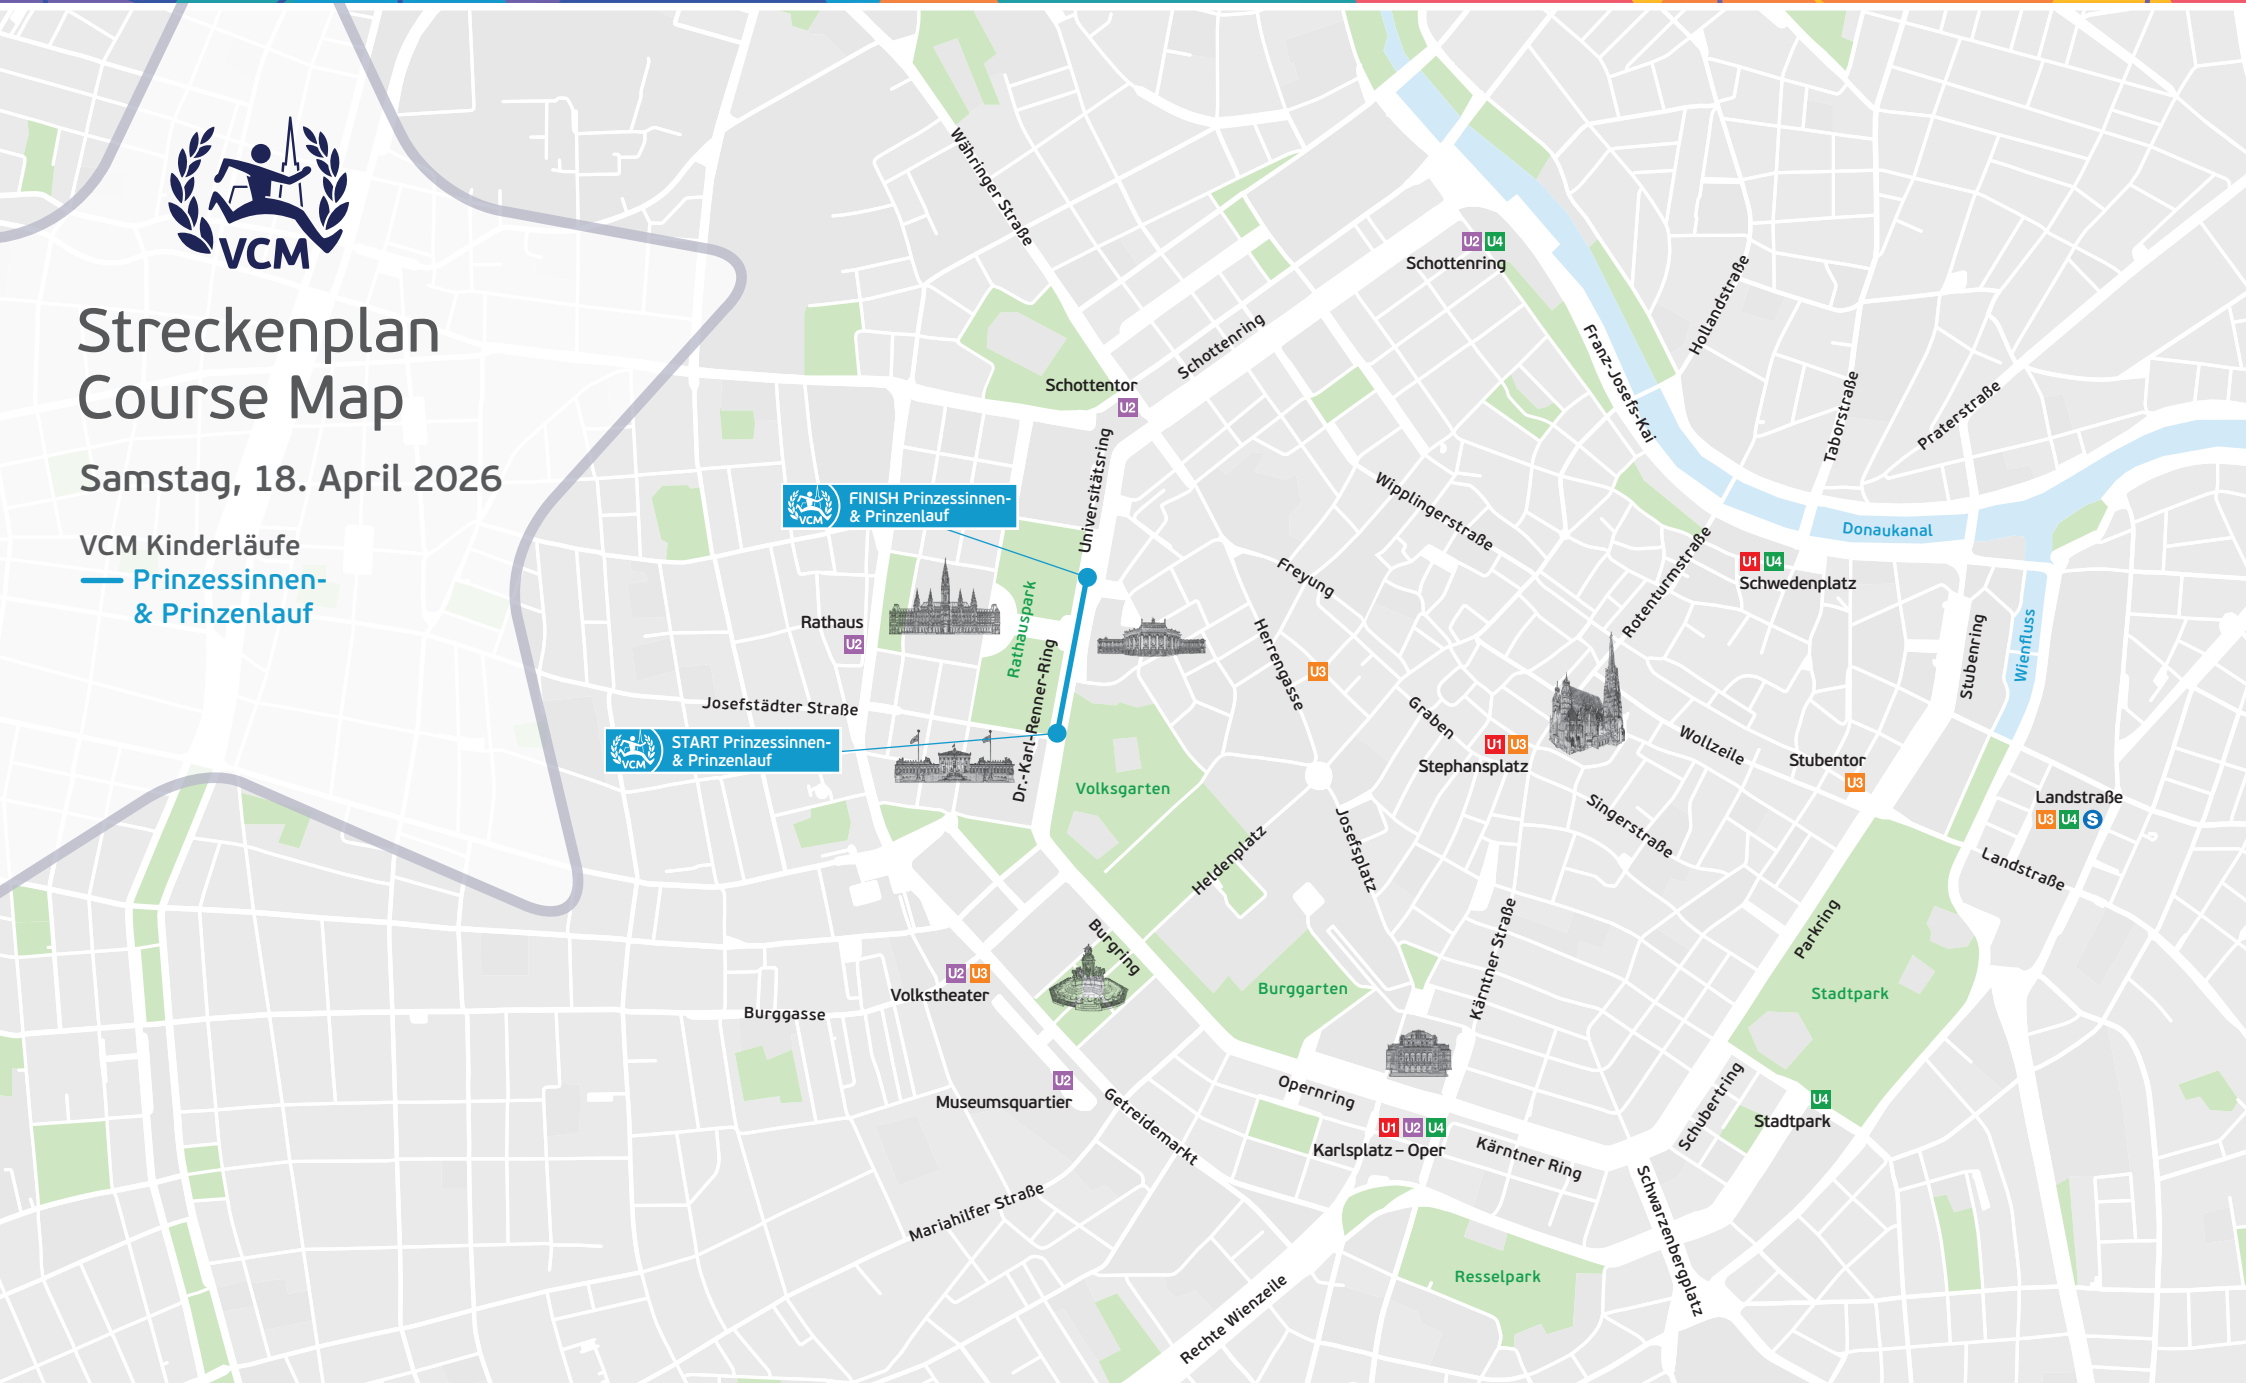 VCM
Streckenplan
Course Map
Samstag, 18. April 2026
VCM Kinderläufe
Prinzessinnen-
& Prinzenlauf
Währinger Straße
U2 U4
Schottenring
Schottenring
Hollandstraße
Franz-Josefs-Kai
Taborstraße
Praterstraße
Schottentor
U2
Universitätsring
VCM
FINISH Prinzessinnen-
& Prinzenlauf
Wipplingerstraße
Donaukanal
Freyung
Rotenturmstraße
U1 U4
Schwedenplatz
Rathauspark
Rathaus
U2
Herrengasse
U3
Stubenring
Wienfluss
Josefstädter Straße
Dr.-Karl-Renner-Ring
VCM
START Prinzessinnen-
& Prinzenlauf
Graben
U1 U3
Stephansplatz
Wollzeile
Stubentor
U3
Volksgarten
Landstraße
U3 U4 S
Singerstraße
Heldenplatz
Josefsplatz
Landstraße
Burgring
Kärntner Straße
Parkring
U2 U3
Volkstheater
Burggarten
Stadtpark
Burggasse
U2
Museumsquartier
Getreidemarkt
Opernring
Schubertring
U4
Stadtpark
U1 U2 U4
Karlsplatz – Oper
Kärntner Ring
Mariahilfer Straße
Schwarzenbergplatz
Resselpark
Rechte Wienzeile